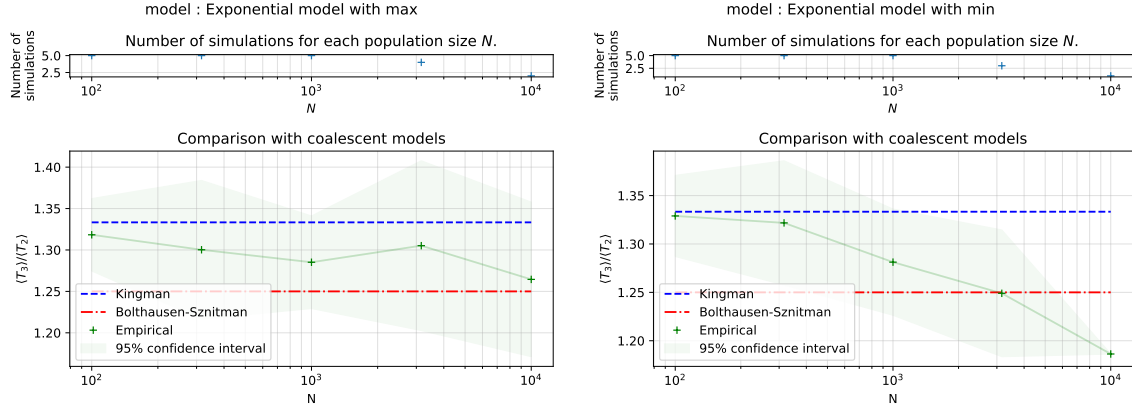 model : Exponential model with max
Number of simulations for each population size N.
Number of
simulations
5.0
2.5
10²
10³
10⁴
N
Comparison with coalescent models
⟨T₃⟩/⟨T₂⟩
1.40
1.35
1.30
1.25
1.20
Kingman
Bolthausen-Sznitman
Empirical
95% confidence interval
10²
10³
10⁴
N
model : Exponential model with min
Number of simulations for each population size N.
Number of
simulations
5.0
2.5
10²
10³
10⁴
N
Comparison with coalescent models
⟨T₃⟩/⟨T₂⟩
1.35
1.30
1.25
1.20
Kingman
Bolthausen-Sznitman
Empirical
95% confidence interval
10²
10³
10⁴
N